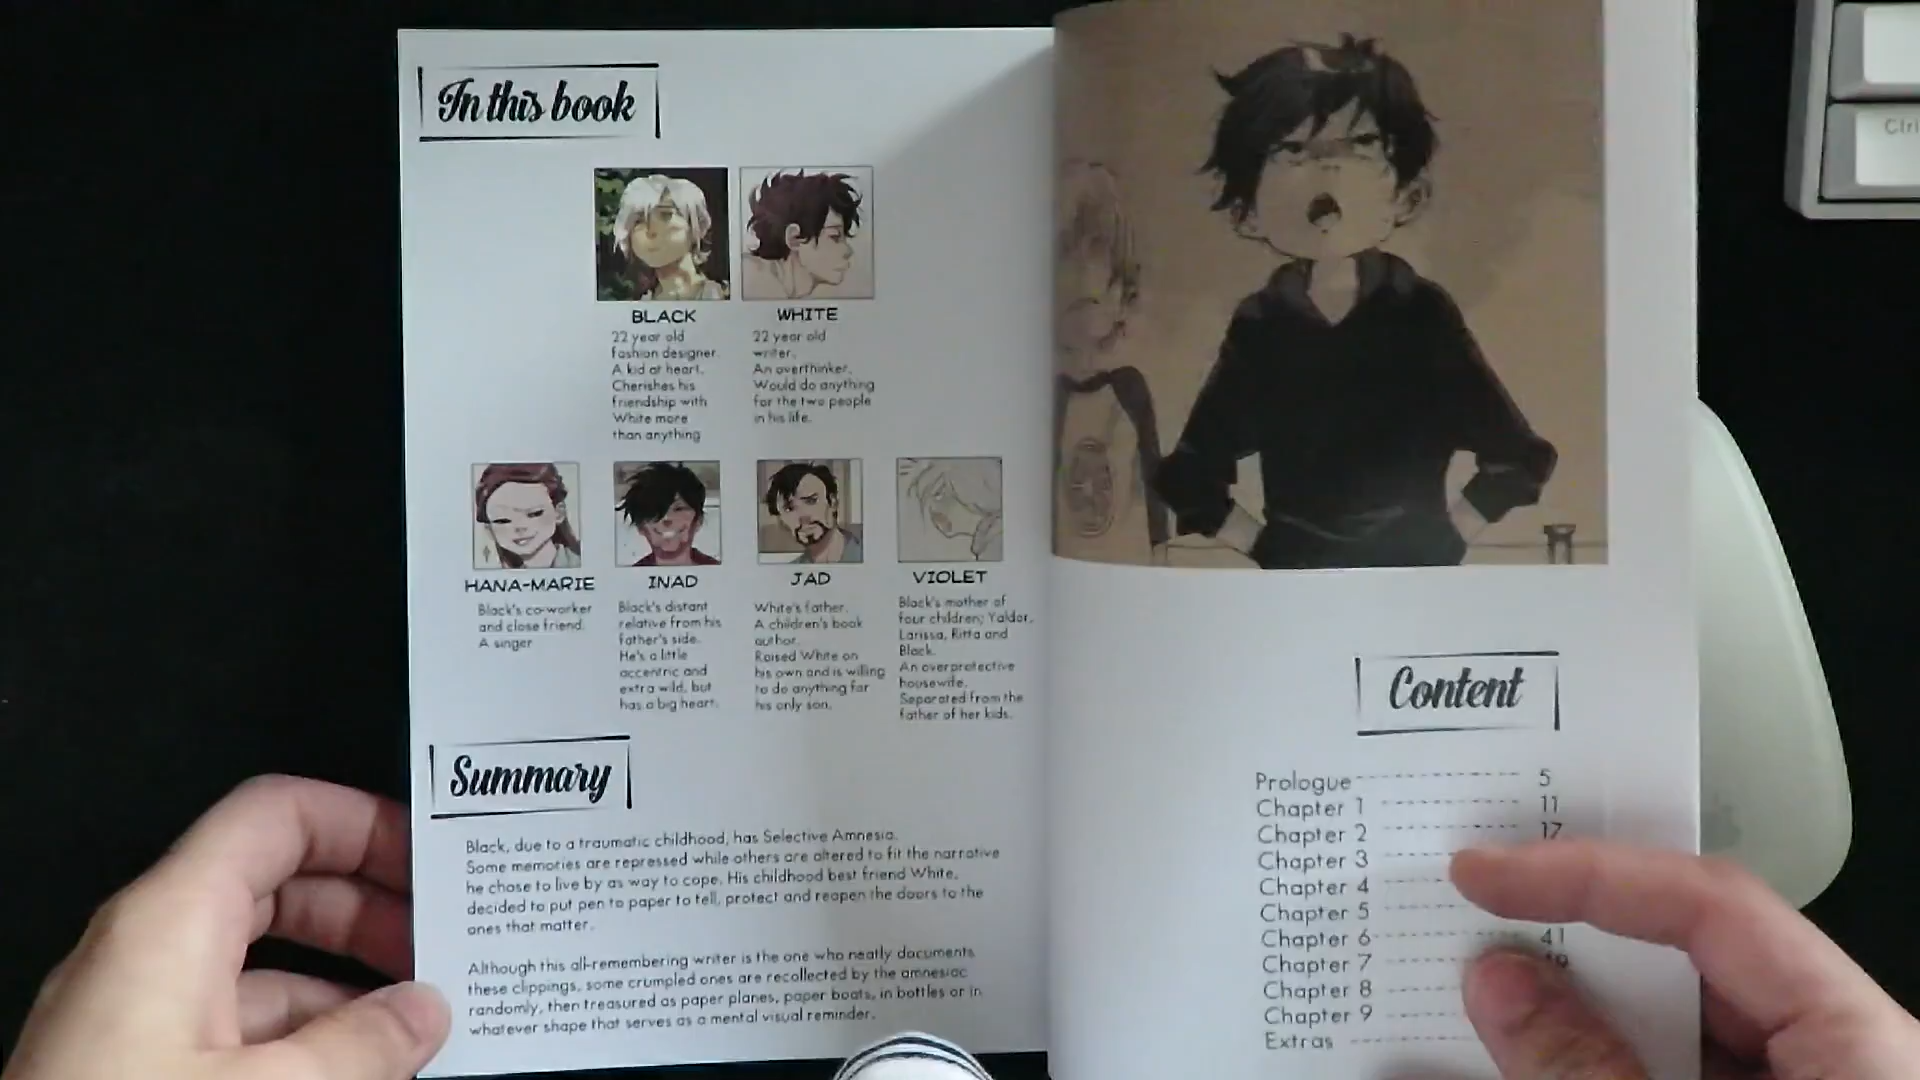 In this book
BLACK
22 year old
fashion designer.
A kid at heart.
Cherishes his
friendship with
White more
than anything
WHITE
22 year old
writer.
An overthinker.
Would do anything
for the two people
in his life.
HANA-MARIE
Black's co-worker
and close friend.
A singer
INAD
Black's distant
relative from his
father's side.
He's a little
accentric and
extra wild, but
has a big heart.
JAD
White's father.
A children's book
author.
Raised White on
his own and is willing
to do anything for
his only son.
VIOLET
Black's mother of
four children; Yaldor,
Larissa, Ritta and
Black.
An overprotective
housewife.
Separated from the
father of her kids.
Summary
Black, due to a traumatic childhood, has Selective Amnesia.
Some memories are repressed while others are altered to fit the narrative
he chose to live by as way to cope. His childhood best friend White,
decided to put pen to paper to tell, protect and reopen the doors to the
ones that matter.
Although this all-remembering writer is the one who neatly documents
these clippings, some crumpled ones are recollected by the amnesiac
randomly, then treasured as paper planes, paper boats, in bottles or in
whatever shape that serves as a mental visual reminder.
Content
Prologue 5
Chapter 1 11
Chapter 2 17
Chapter 3
Chapter 4
Chapter 5
Chapter 6 41
Chapter 7
Chapter 8
Chapter 9
Extras